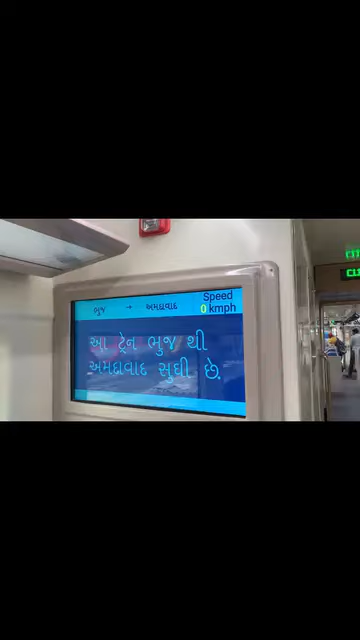 ભુજ → અમદાવાદ Speed
0 kmph
આ ટ્રેન ભુજ થી
અમદાવાદ સુધી છે.